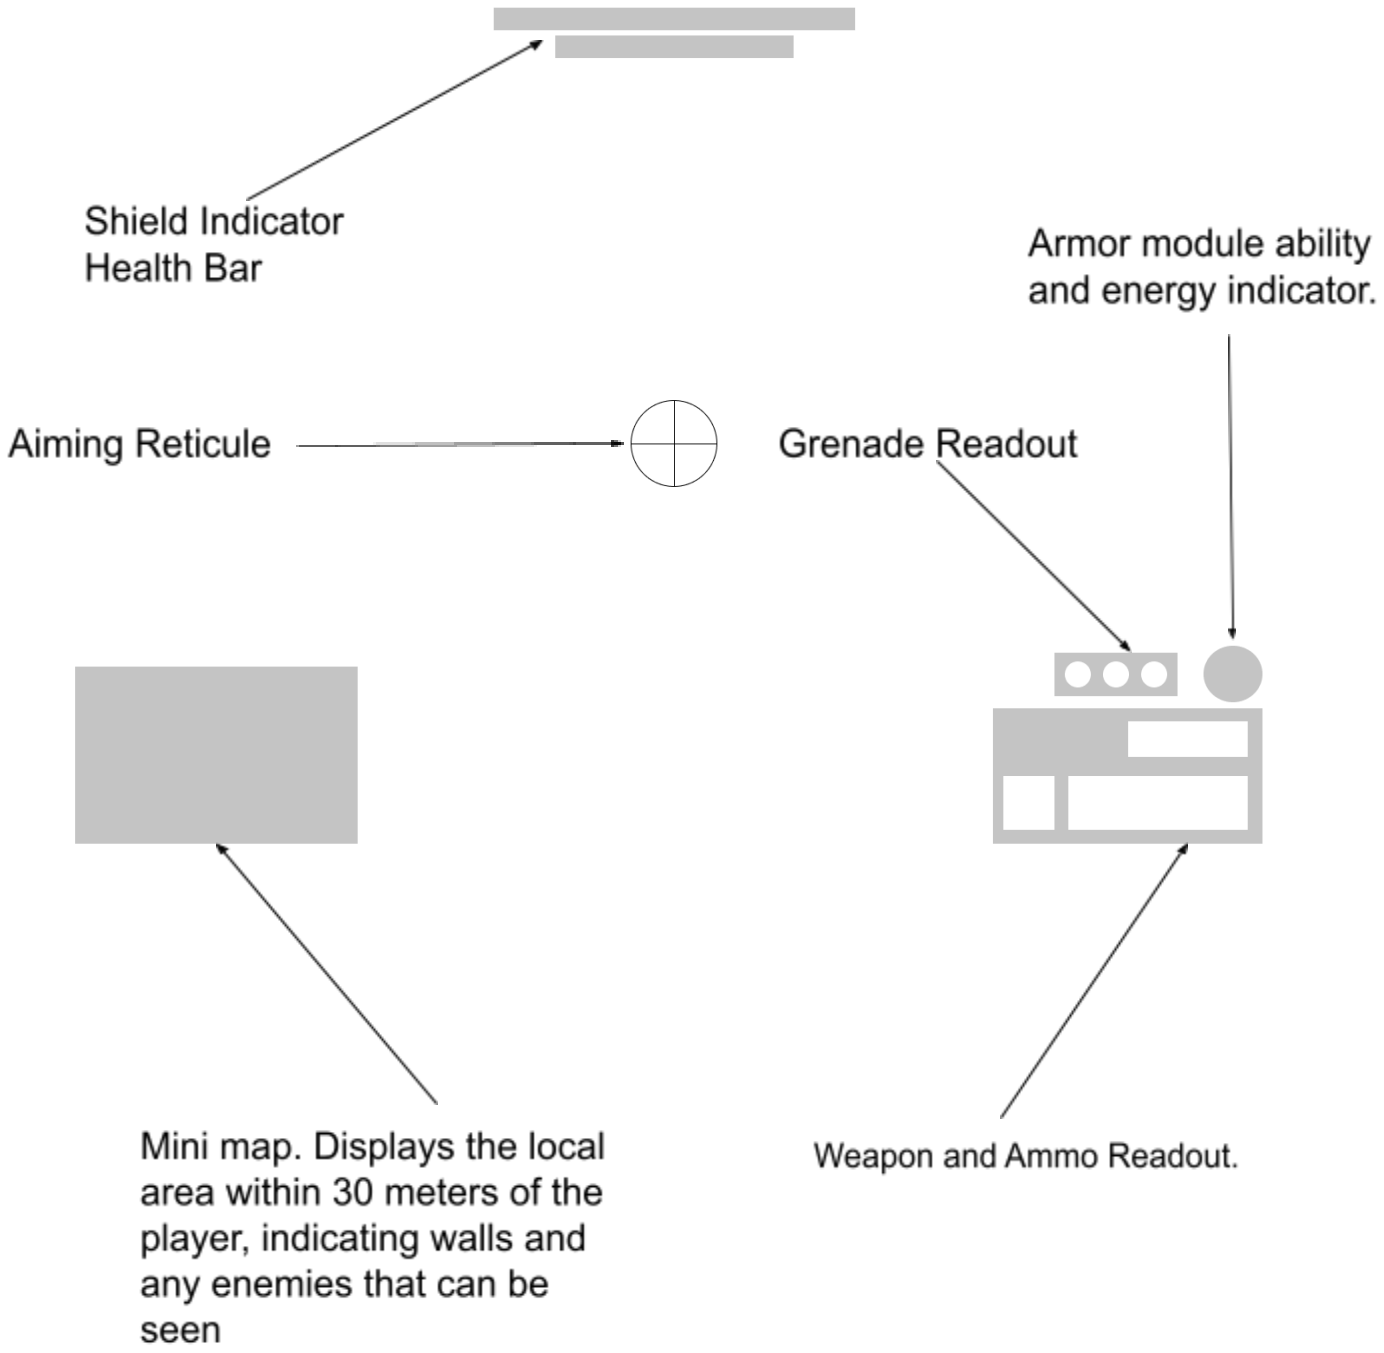 Shield Indicator
Health Bar
Armor module ability
and energy indicator.
Aiming Reticule
Grenade Readout
Mini map. Displays the local
area within 30 meters of the
player, indicating walls and
any enemies that can be
seen
Weapon and Ammo Readout.